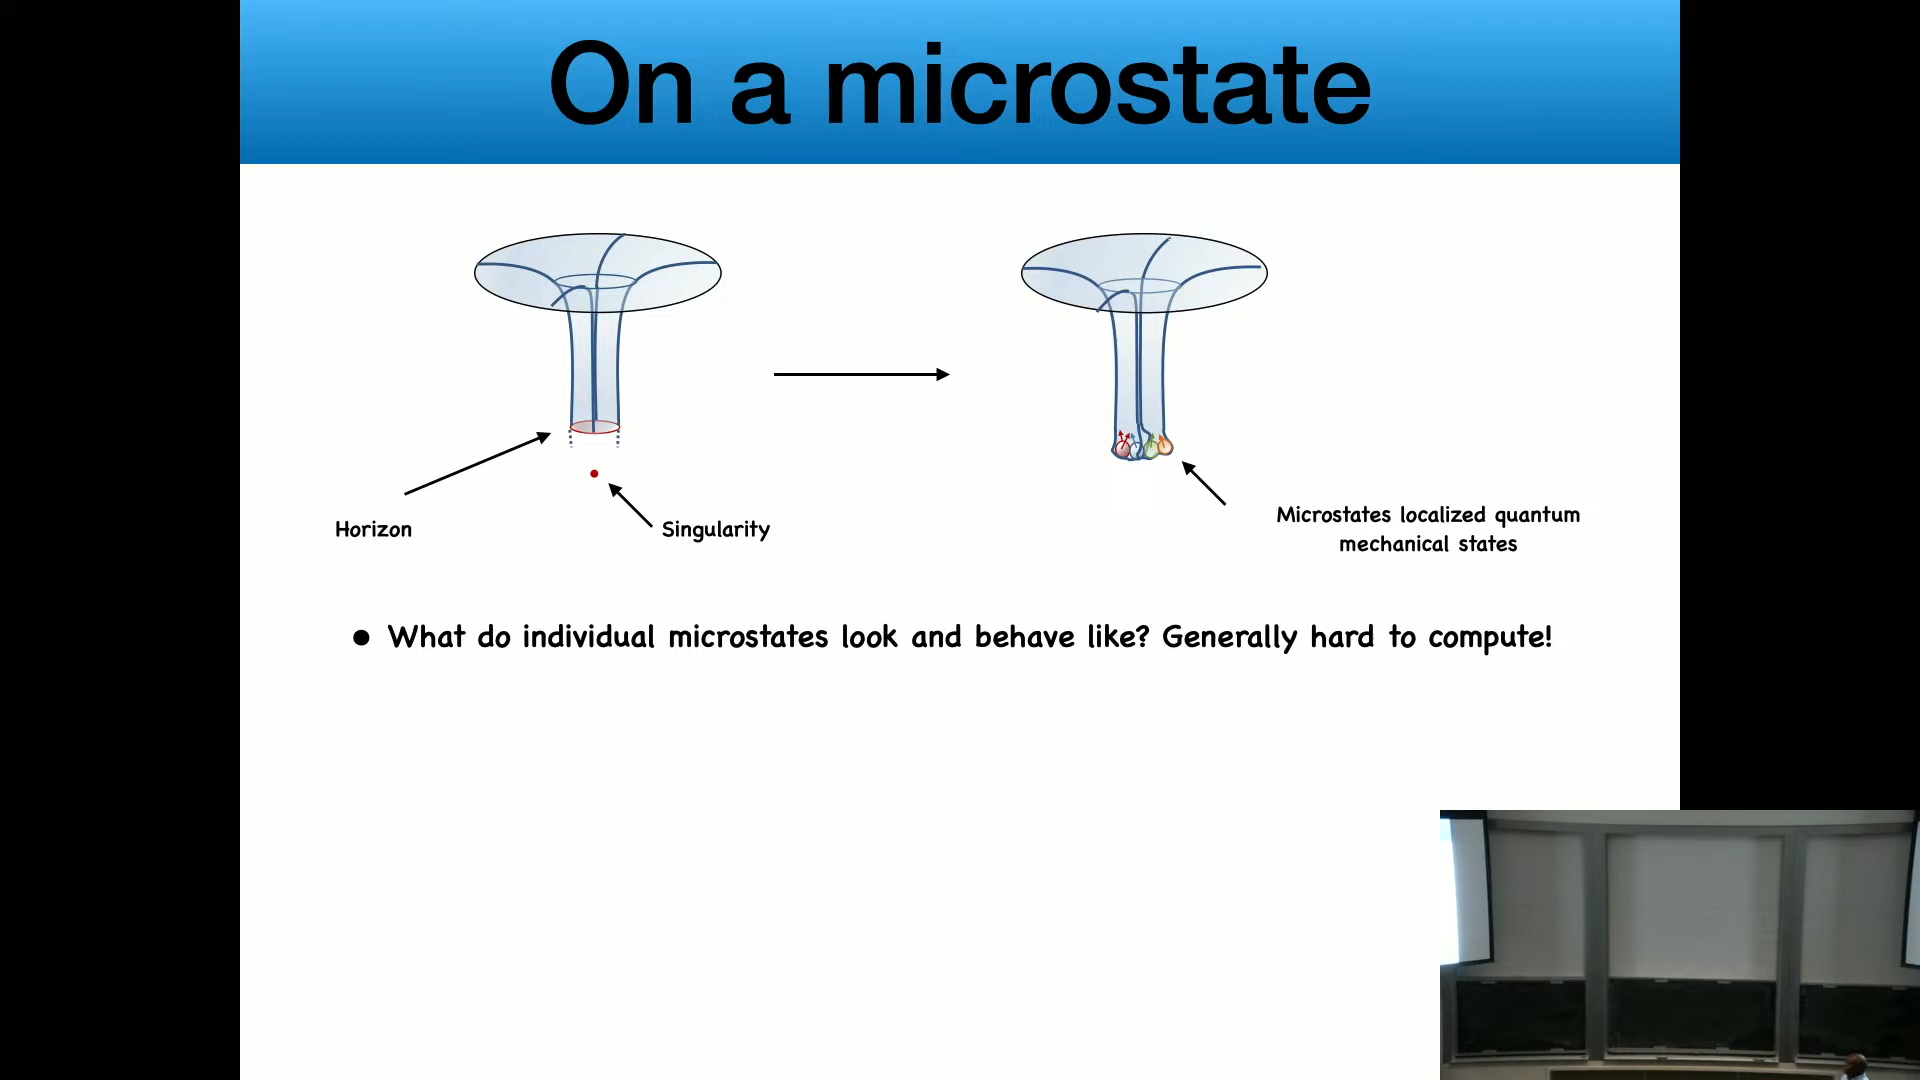 On a microstate
Horizon
Singularity
Microstates localized quantum
mechanical states
● What do individual microstates look and behave like? Generally hard to compute!